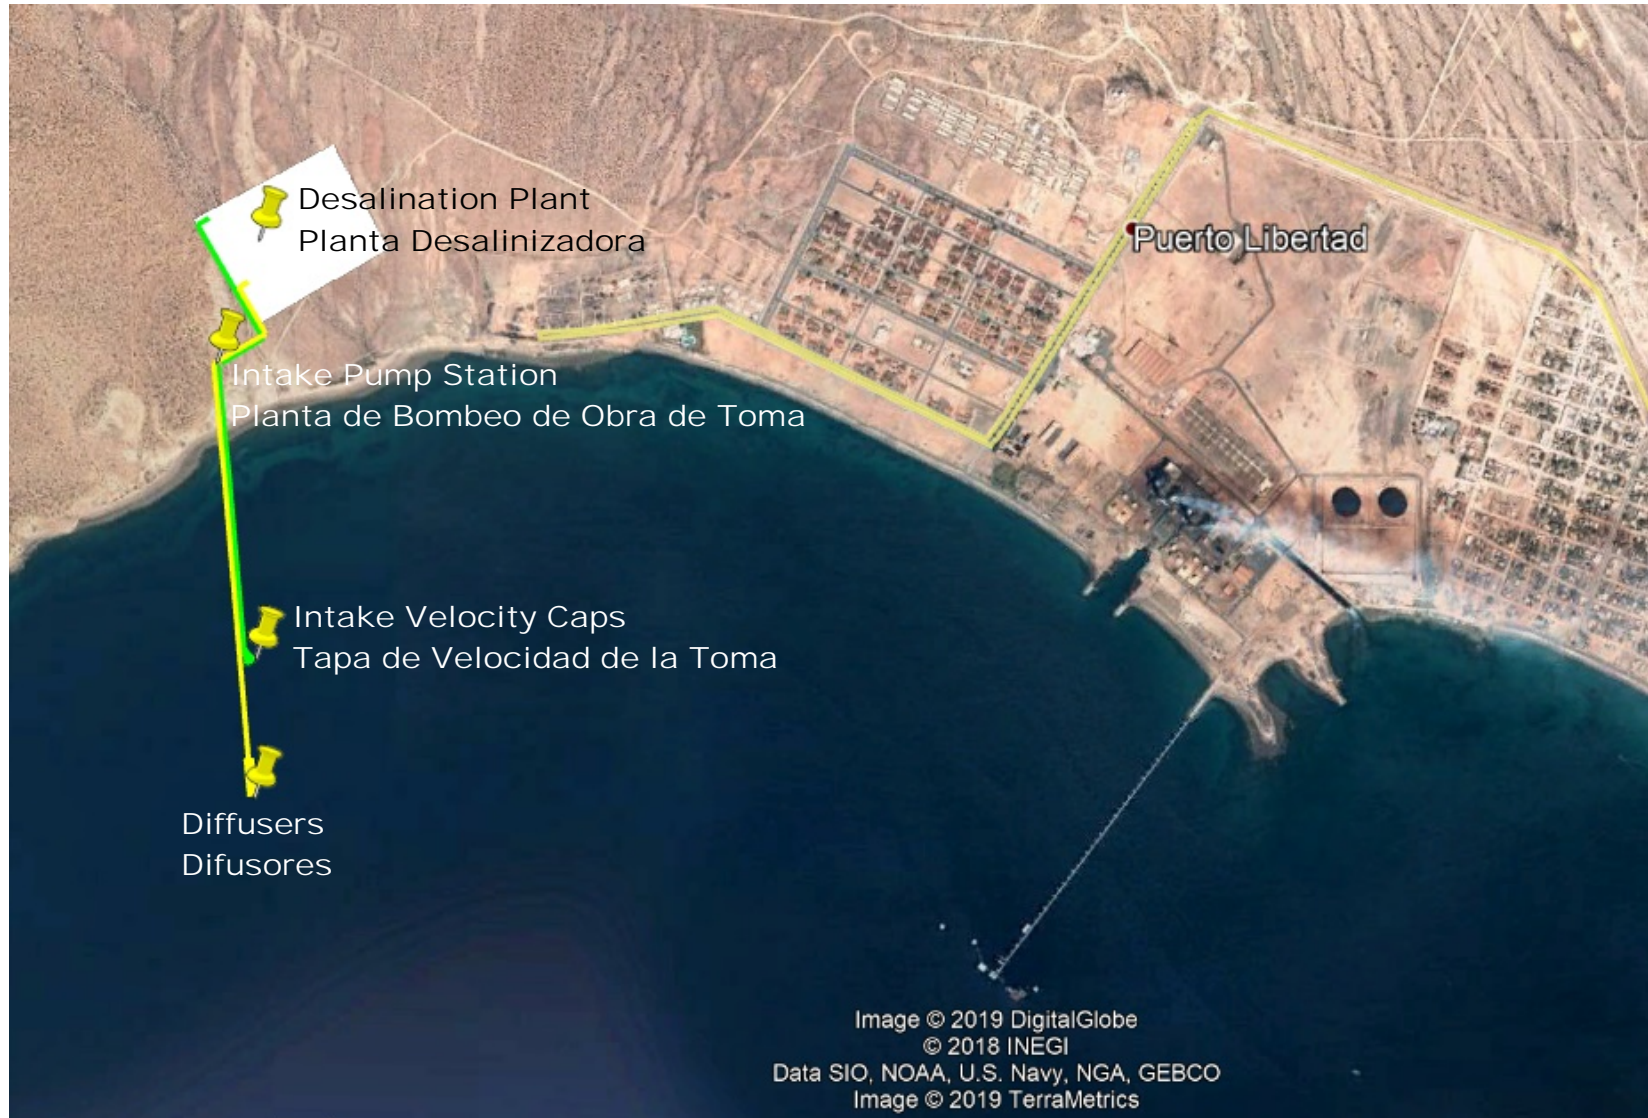 Desalination Plant
Planta Desalinizadora
Puerto Libertad
Intake Pump Station
Planta de Bombeo de Obra de Toma
Intake Velocity Caps
Tapa de Velocidad de la Toma
Diffusers
Difusores
Image © 2019 DigitalGlobe
© 2018 INEGI
Data SIO, NOAA, U.S. Navy, NGA, GEBCO
Image © 2019 TerraMetrics